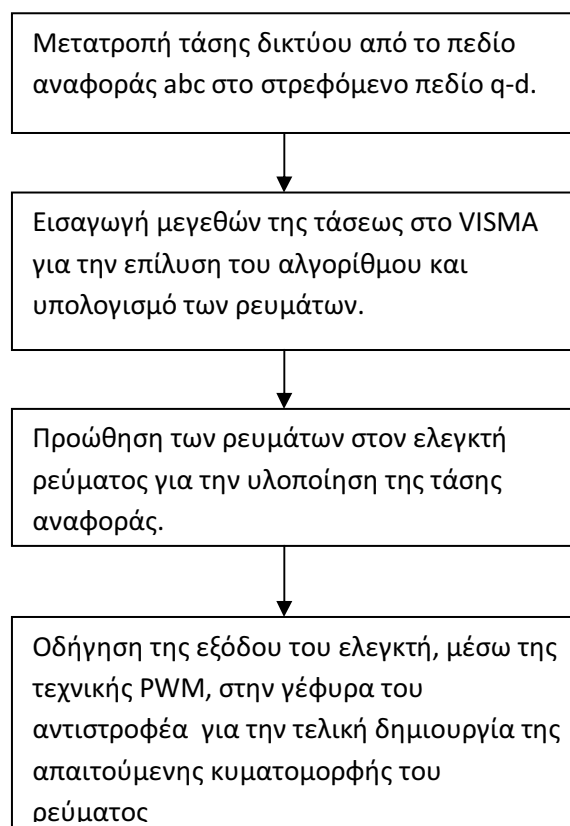 Μετατροπή τάσης δικτύου από το πεδίο
αναφοράς abc στο στρεφόμενο πεδίο q-d.
Εισαγωγή μεγεθών της τάσεως στο VISMA
για την επίλυση του αλγορίθμου και
υπολογισμό των ρευμάτων.
Προώθηση των ρευμάτων στον ελεγκτή
ρεύματος για την υλοποίηση της τάσης
αναφοράς.
Οδήγηση της εξόδου του ελεγκτή, μέσω της
τεχνικής PWM, στην γέφυρα του
αντιστροφέα για την τελική δημιουργία της
απαιτούμενης κυματομορφής του
ρεύματος